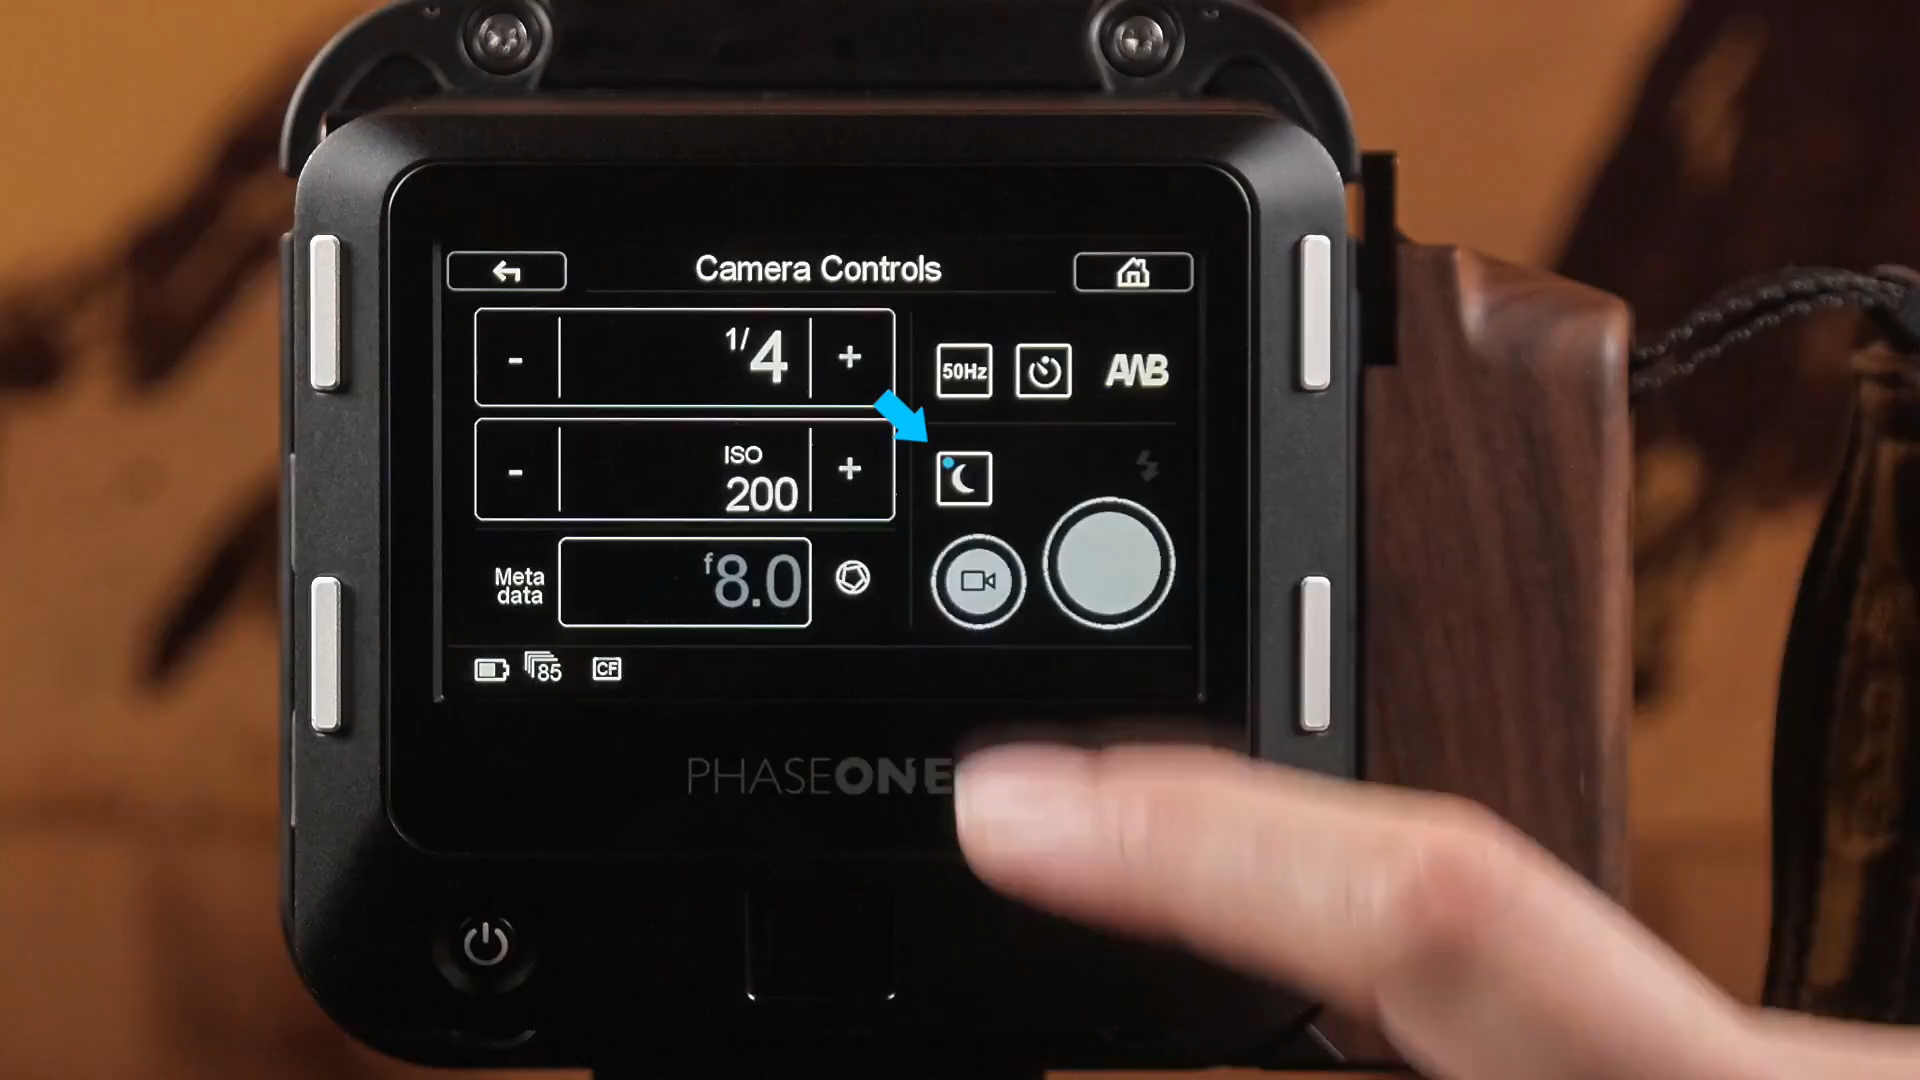 Camera Controls
- 1/4 +
50Hz AWB
- ISO 200 +
Meta data f8.0
85 CF
PHASEONE